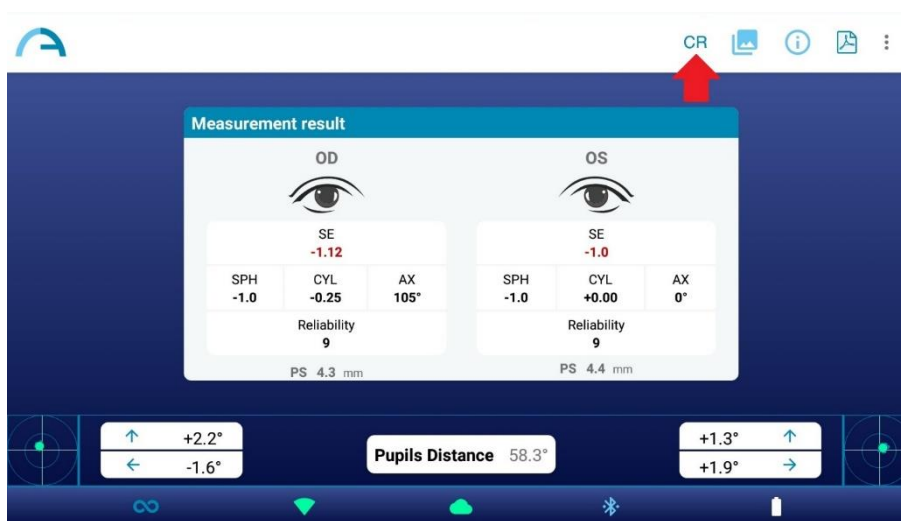 CR
Measurement result
OD OS
SE SE
-1.12 -1.0
SPH CYL AX SPH CYL AX
-1.0 -0.25 105° -1.0 +0.00 0°
Reliability Reliability
9 9
PS 4.3 mm PS 4.4 mm
+2.2° +1.3°
Pupils Distance 58.3°
-1.6° +1.9°